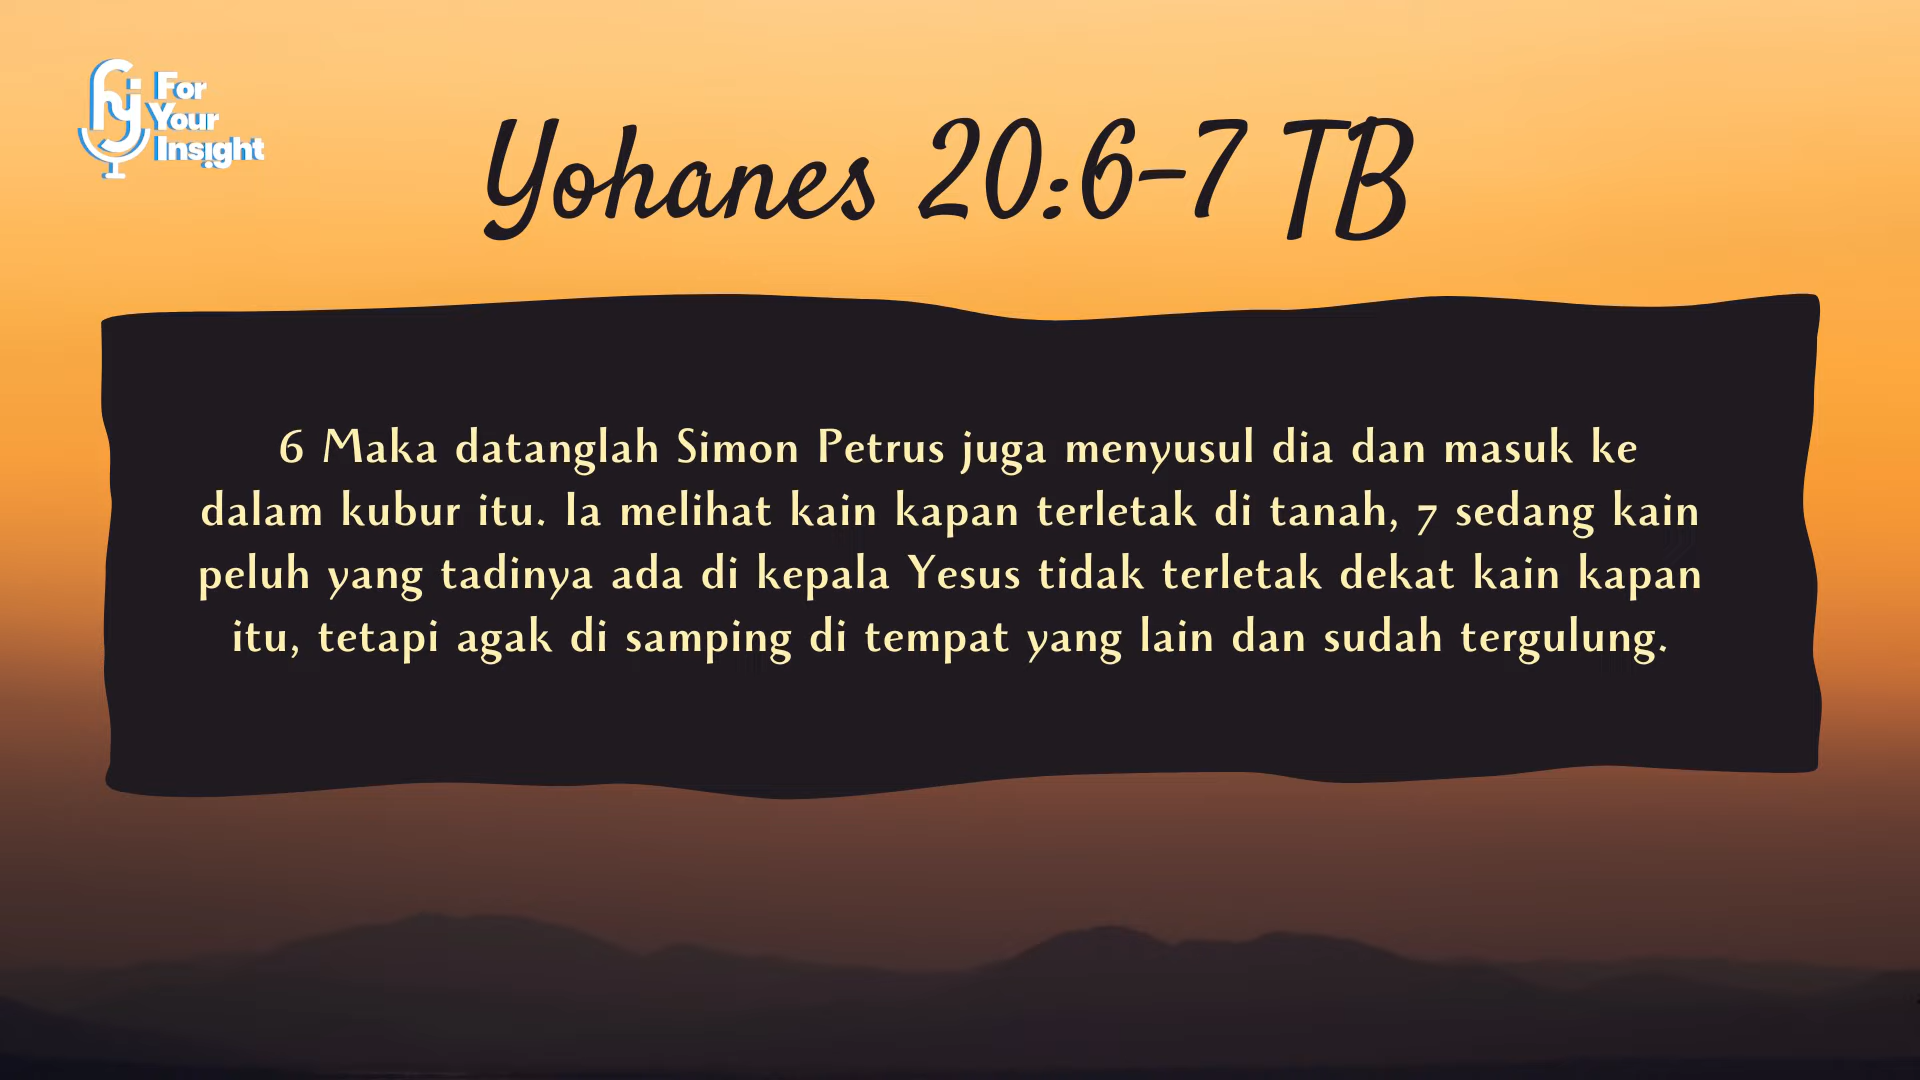 For
Your
Insight
Yohanes 20:6-7 TB
6 Maka datanglah Simon Petrus juga menyusul dia dan masuk ke
dalam kubur itu. Ia melihat kain kapan terletak di tanah, 7 sedang kain
peluh yang tadinya ada di kepala Yesus tidak terletak dekat kain kapan
itu, tetapi agak di samping di tempat yang lain dan sudah tergulung.